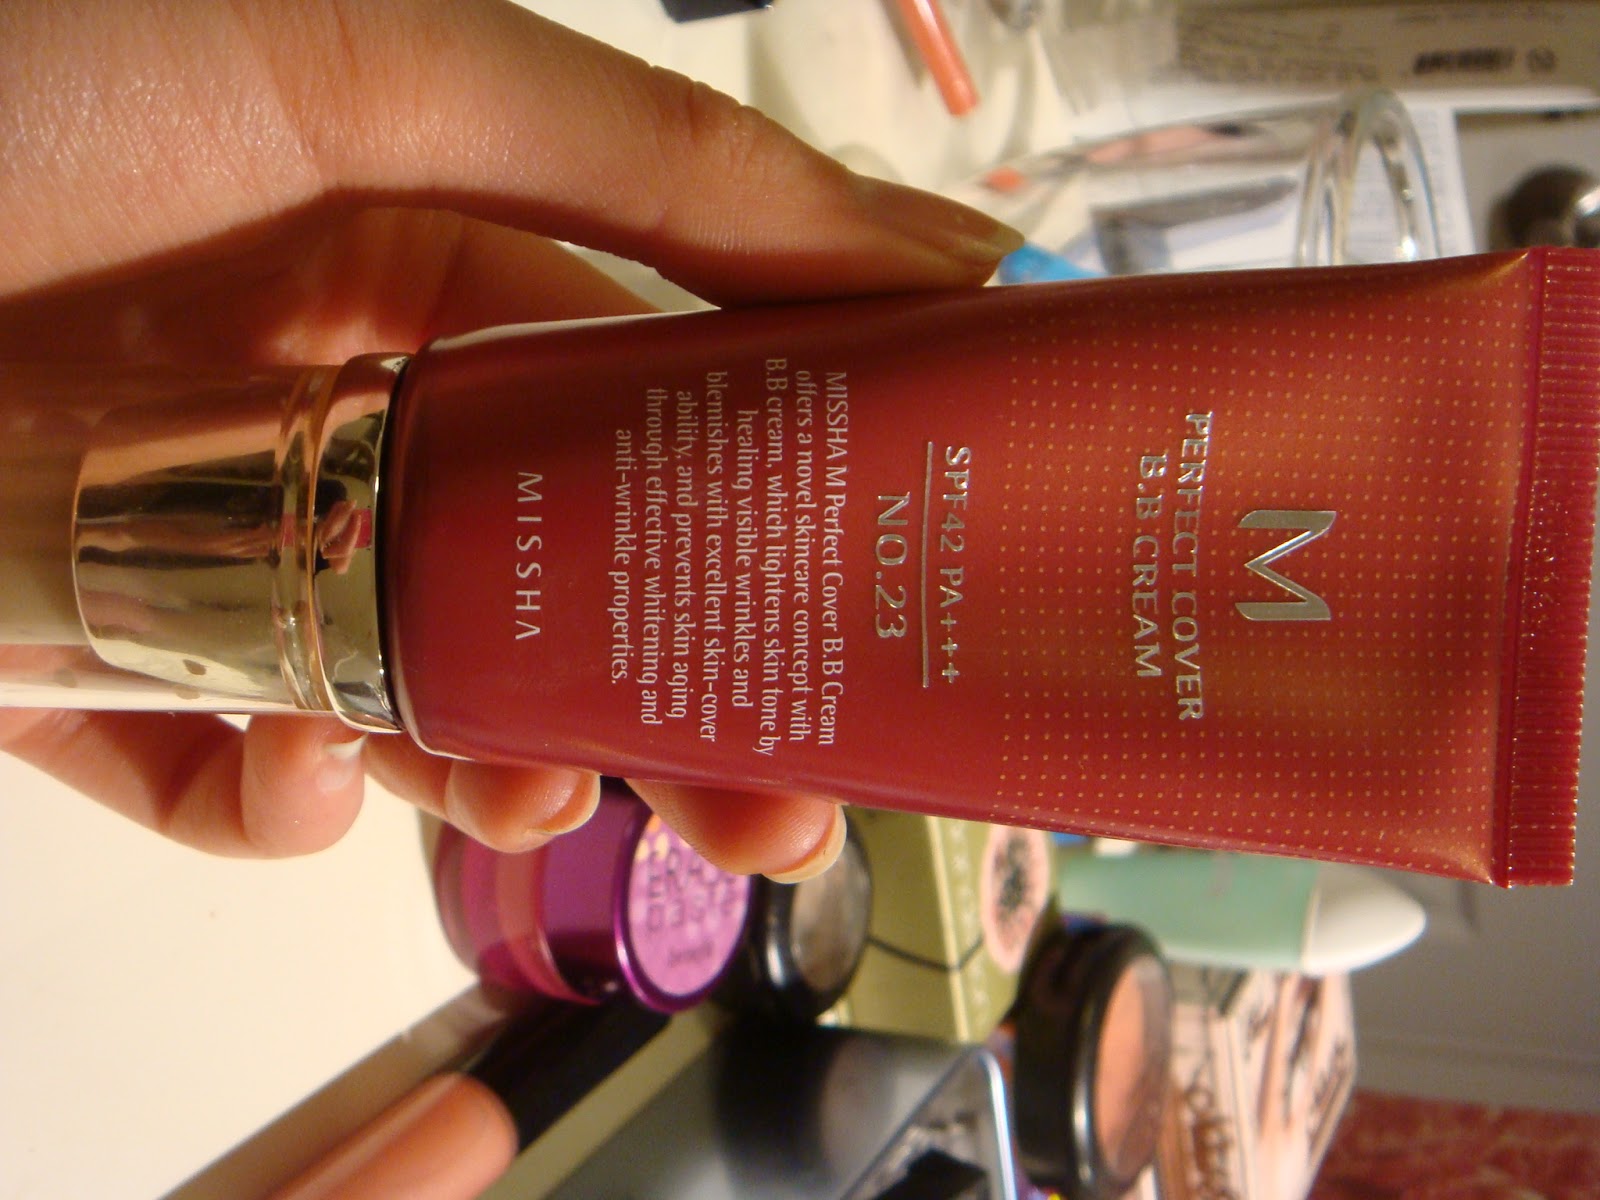 M
PERFECT COVER
B.B CREAM
SPF42 PA+++
NO.23
MISSHA M Perfect Cover B.B Cream
offers a novel skincare concept with
B.B cream, which lightens skin tone by
healing visible wrinkles and
blemishes with excellent skin-cover
ability, and prevents skin aging
through effective whitening and
anti-wrinkle properties.
MISSHA
benefit